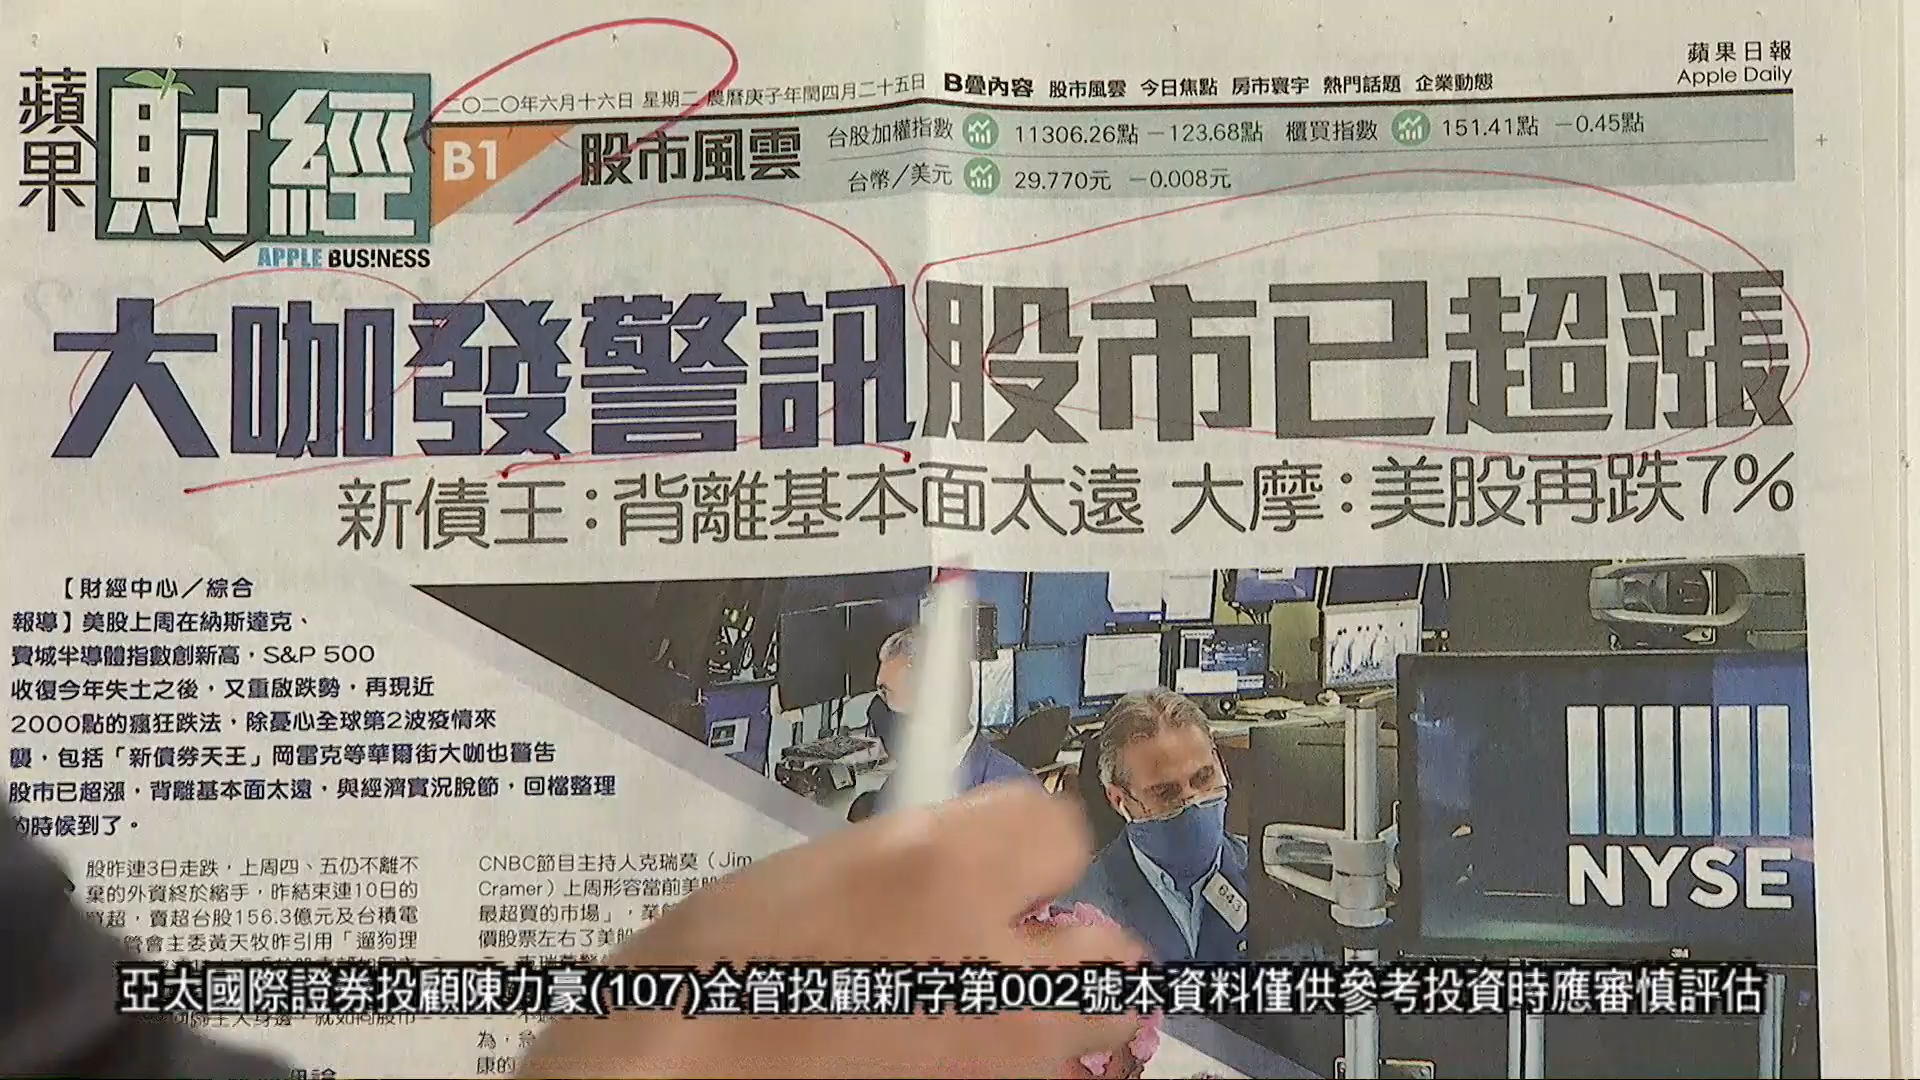 蘋果日報
Apple Daily
蘋果
財經
APPLE BUS!NESS
二〇二〇年六月十六日 星期二 農曆庚子年閏四月二十五日 B疊內容 股市風雲 今日焦點 房市寰宇 熱門話題 企業動態
B1 股市風雲
台股加權指數 11306.26點 −123.68點 櫃買指數 151.41點 −0.45點
台幣/美元 29.770元 −0.008元
大咖發警訊 股市已超漲
新債王:背離基本面太遠 大摩:美股再跌7%
【財經中心/綜合
報導】美股上周在納斯達克、
費城半導體指數創新高,S&P 500
收復今年失土之後,又重啟跌勢,再現近
2000點的瘋狂跌法,除憂心全球第2波疫情來
襲,包括「新債券天王」岡雷克等華爾街大咖也警告
股市已超漲,背離基本面太遠,與經濟實況脫節,回檔整理
的時候到了。
股昨連3日走跌,上周四、五仍不離不
棄的外資終於縮手,昨結束連10日的
買超,賣超台股156.3億元及台積電
管會主委黃天牧昨引用「遛狗理
CNBC節目主持人克瑞莫(Jim
Cramer)上周形容當前美股
最超買的市場」,業
價股票左右了美股
為,
康的
NYSE
643
亞太國際證券投顧陳力豪(107)金管投顧新字第002號本資料僅供參考投資時應審慎評估